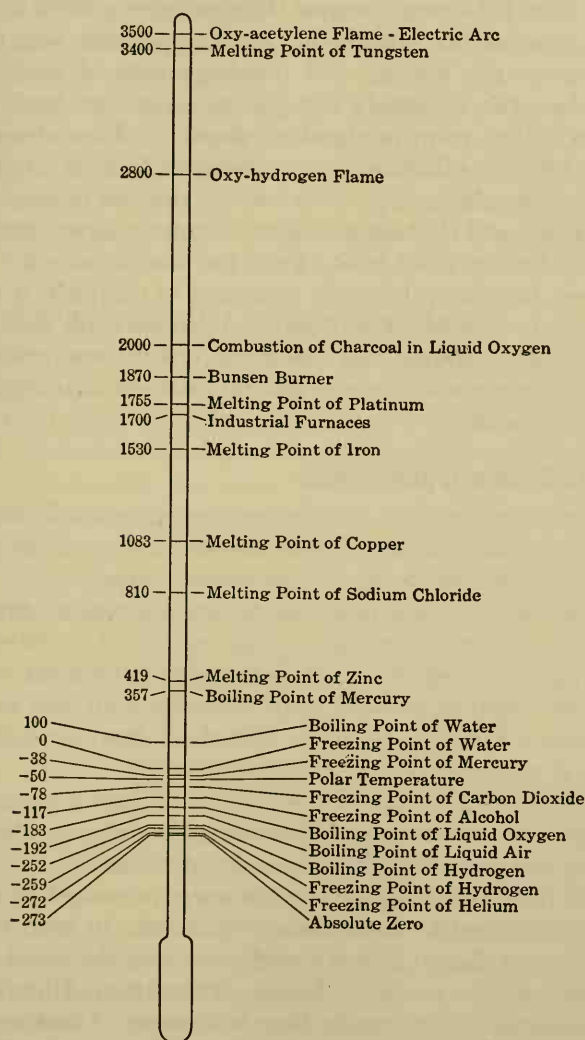 3500 Oxy-acetylene Flame - Electric Arc
3400 Melting Point of Tungsten
2800 Oxy-hydrogen Flame
2000 Combustion of Charcoal in Liquid Oxygen
1870 Bunsen Burner
1755 Melting Point of Platinum
1700 Industrial Furnaces
1530 Melting Point of Iron
1083 Melting Point of Copper
810 Melting Point of Sodium Chloride
419 Melting Point of Zinc
357 Boiling Point of Mercury
100 Boiling Point of Water
0 Freezing Point of Water
-38 Freezing Point of Mercury
-50 Polar Temperature
-78 Freezing Point of Carbon Dioxide
-117 Freezing Point of Alcohol
-183 Boiling Point of Liquid Oxygen
-192 Boiling Point of Liquid Air
-252 Boiling Point of Hydrogen
-259 Freezing Point of Hydrogen
-272 Freezing Point of Helium
-273 Absolute Zero